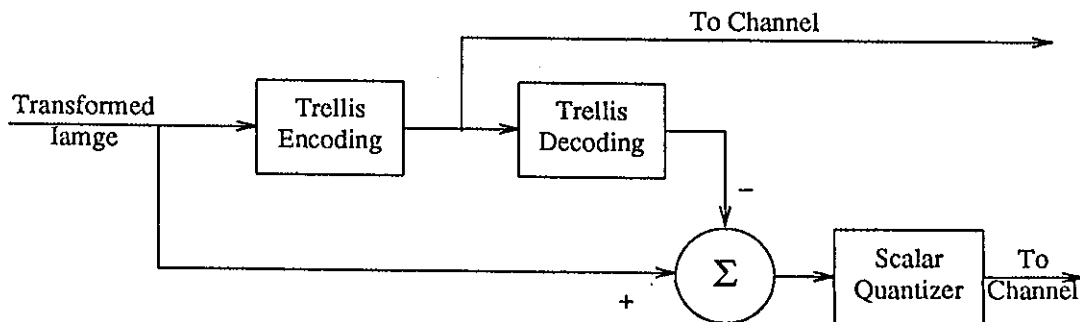 To Channel
Transformed
Iamge
Trellis
Encoding
Trellis
Decoding
−
+
Σ
Scalar
Quantizer
To
Channel